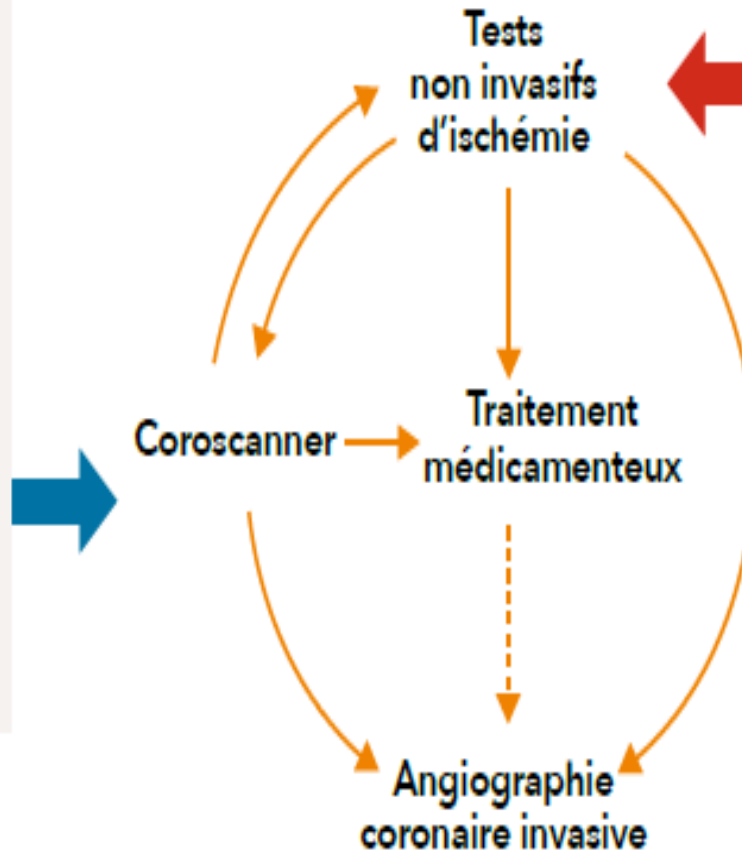 Tests
non invasifs
d'ischémie
Coroscanner
Traitement
médicamenteux
Angiographie
coronaire invasive